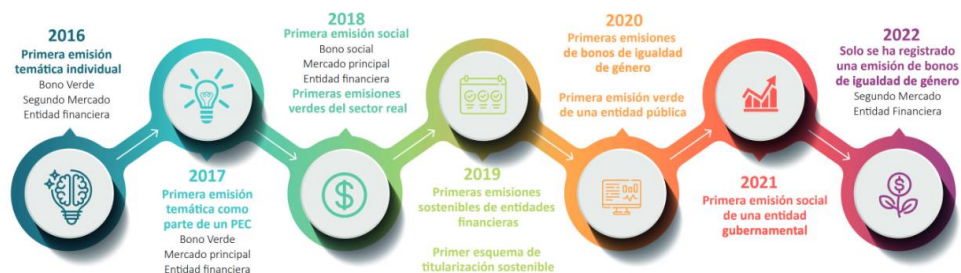 2016
Primera emisión
temática individual
Bono Verde
Segundo Mercado
Entidad financiera
2017
Primera emisión
temática como
parte de un PEC
Bono Verde
Mercado principal
Entidad financiera
2018
Primera emisión social
Bono social
Mercado principal
Entidad financiera
Primeras emisiones
verdes del sector real
2019
Primeras emisiones
sostenibles de entidades
financieras
Primer esquema de
titularización sostenible
2020
Primeras emisiones
de bonos de igualdad
de género
Primera emisión verde
de una entidad pública
2021
Primera emisión social
de una entidad
gubernamental
2022
Solo se ha registrado
una emisión de bonos
de igualdad de género
Segundo Mercado
Entidad Financiera